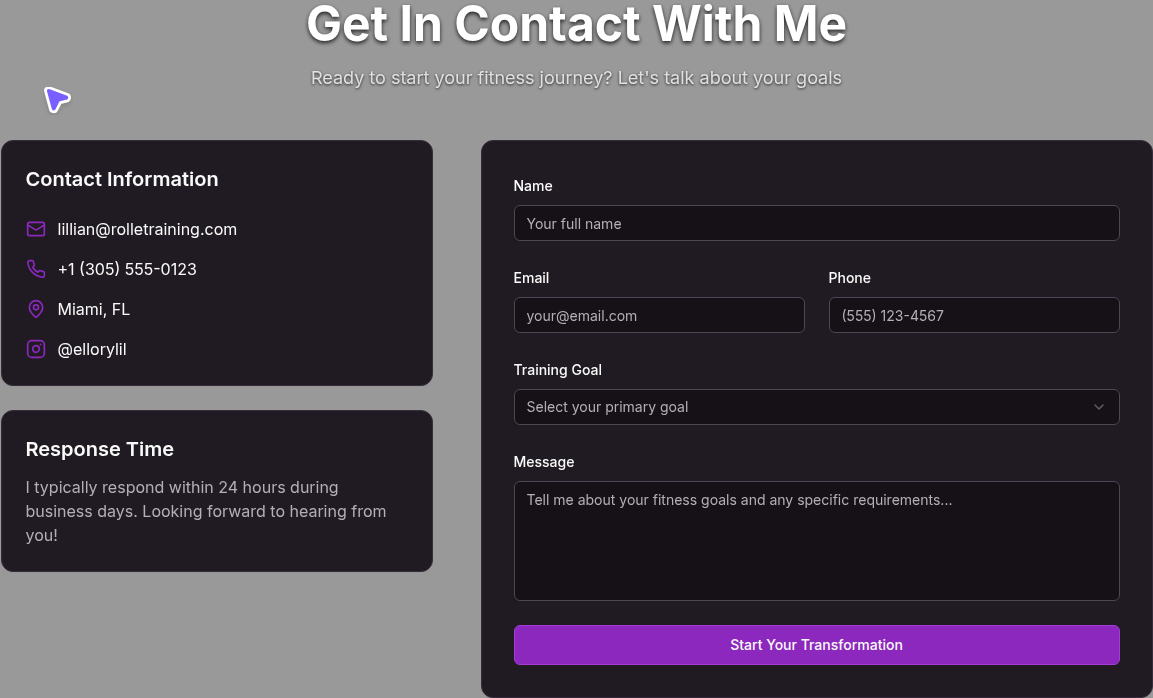 Get In Contact With Me
Ready to start your fitness journey? Let's talk about your goals
Contact Information
lillian@rolletraining.com
+1 (305) 555-0123
Miami, FL
@ellorylil
Response Time
I typically respond within 24 hours during
business days. Looking forward to hearing from
you!
Name
Your full name
Email
Phone
your@email.com
(555) 123-4567
Training Goal
Select your primary goal
Message
Tell me about your fitness goals and any specific requirements...
Start Your Transformation